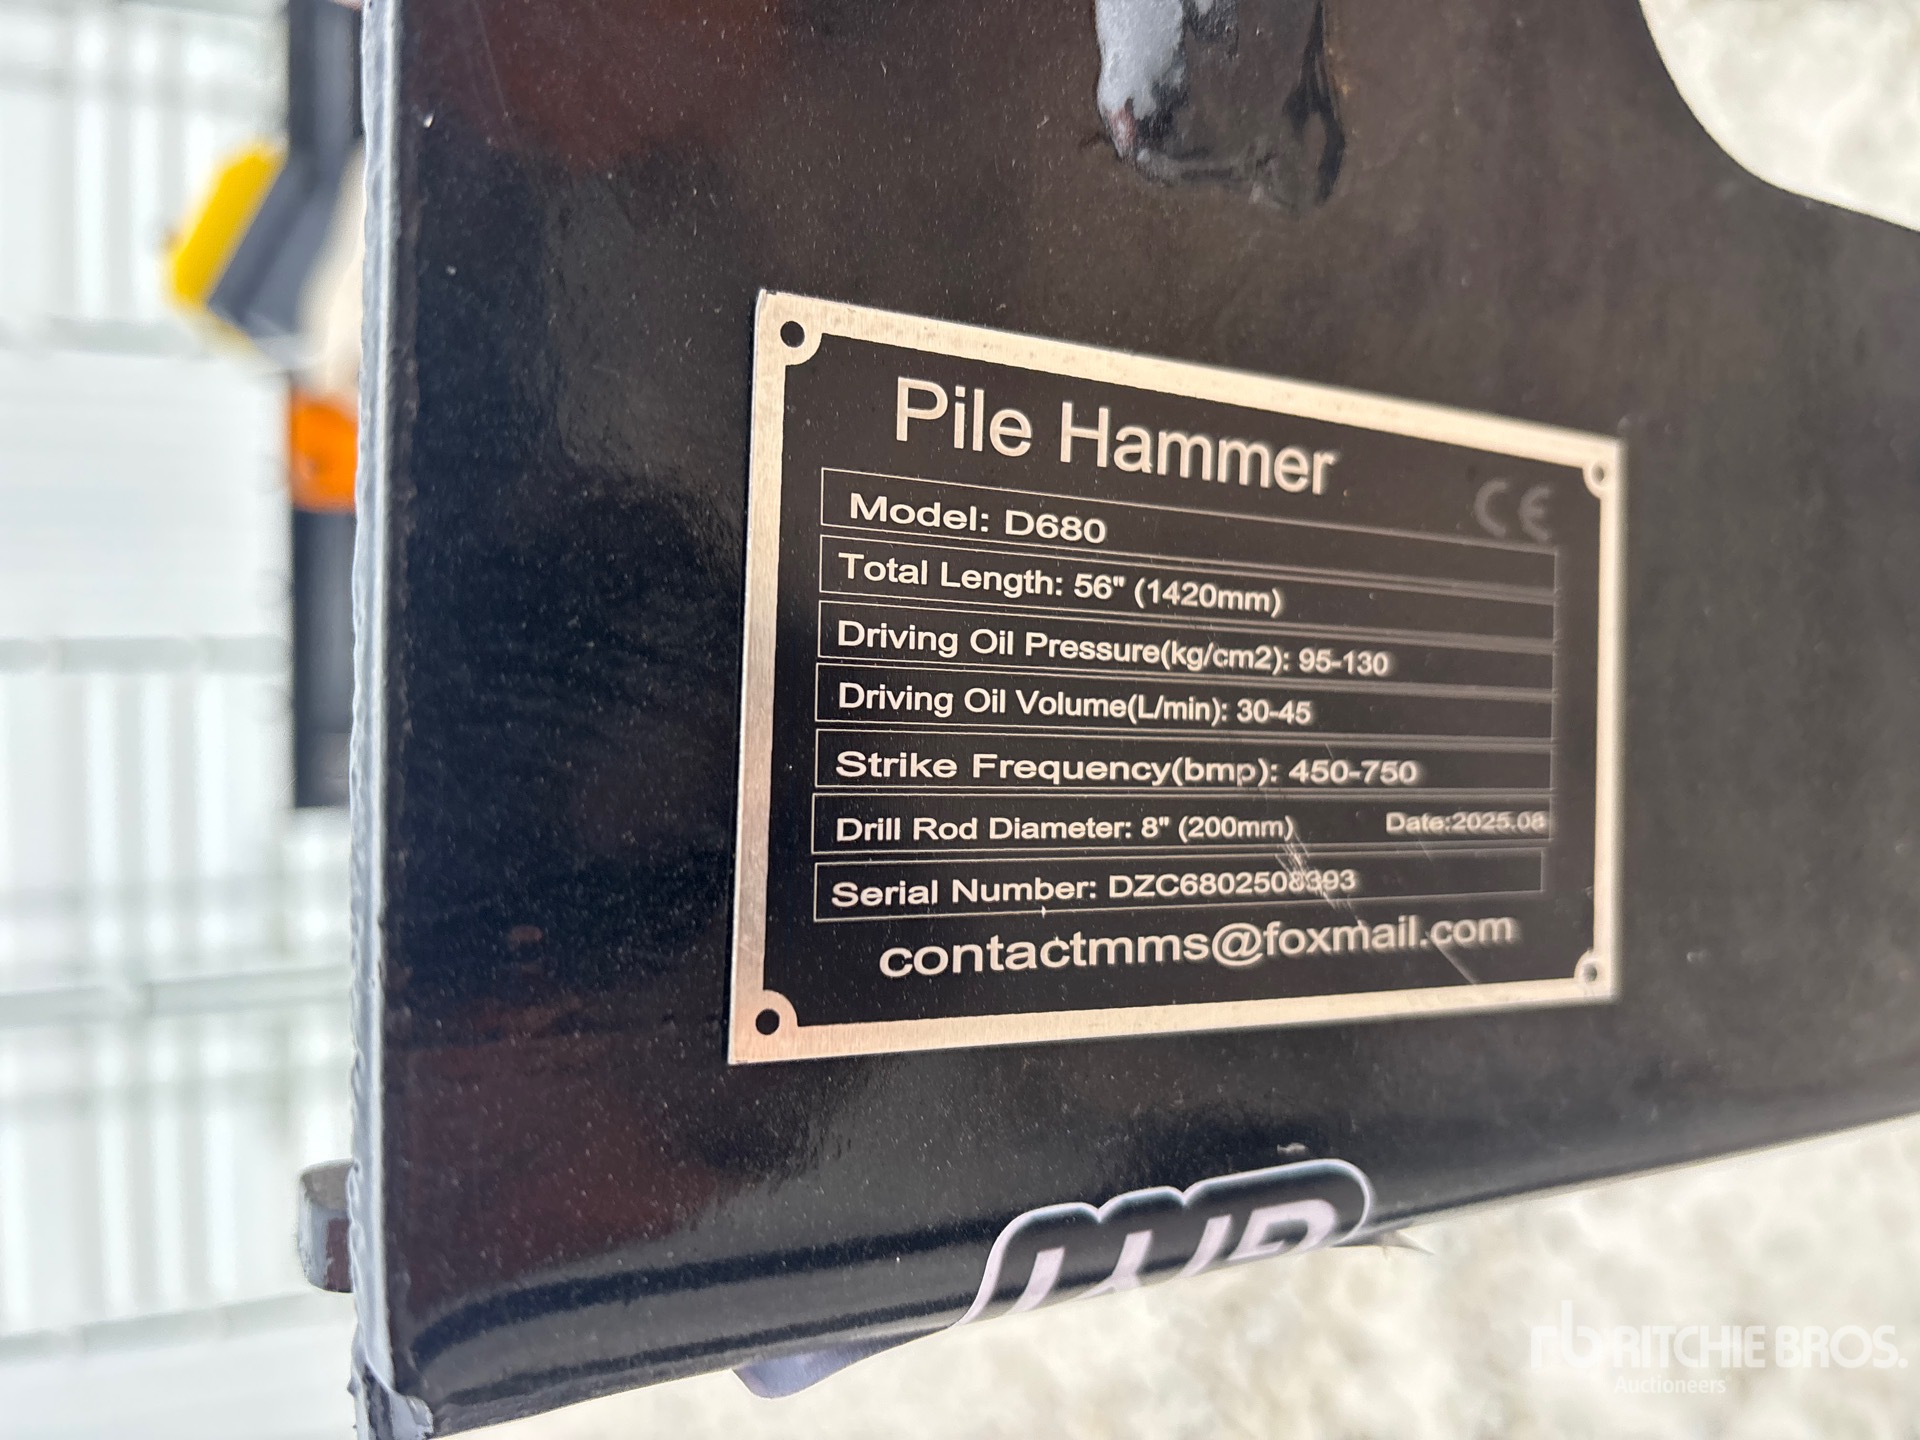 Pile Hammer
CE
Model: D680
Total Length: 56" (1420mm)
Driving Oil Pressure(kg/cm2): 95-130
Driving Oil Volume(L/min): 30-45
Strike Frequency(bmp): 450-750
Drill Rod Diameter: 8" (200mm) Date:2025.08
Serial Number: DZC6802508393
contactmms@foxmail.com
rb RITCHIE BROS.
Auctioneers